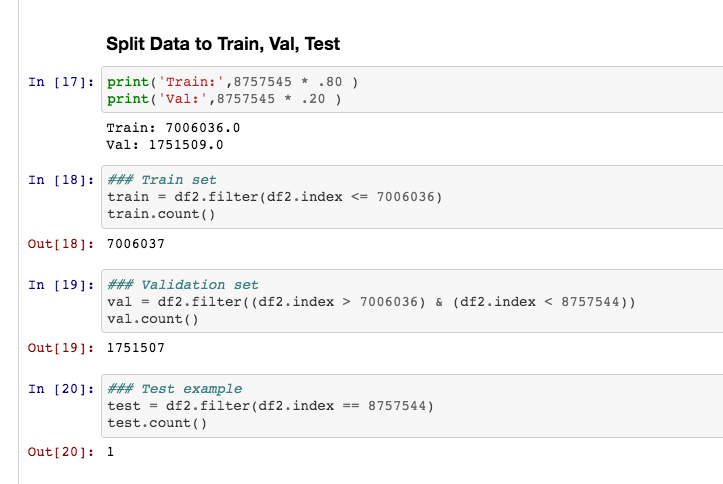 Split Data to Train, Val, Test
In [17]: print('Train:',8757545 * .80 )
print('Val:',8757545 * .20 )
Train: 7006036.0
Val: 1751509.0
In [18]: ### Train set
train = df2.filter(df2.index <= 7006036)
train.count()
Out[18]: 7006037
In [19]: ### Validation set
val = df2.filter((df2.index > 7006036) & (df2.index < 8757544))
val.count()
Out[19]: 1751507
In [20]: ### Test example
test = df2.filter(df2.index == 8757544)
test.count()
Out[20]: 1